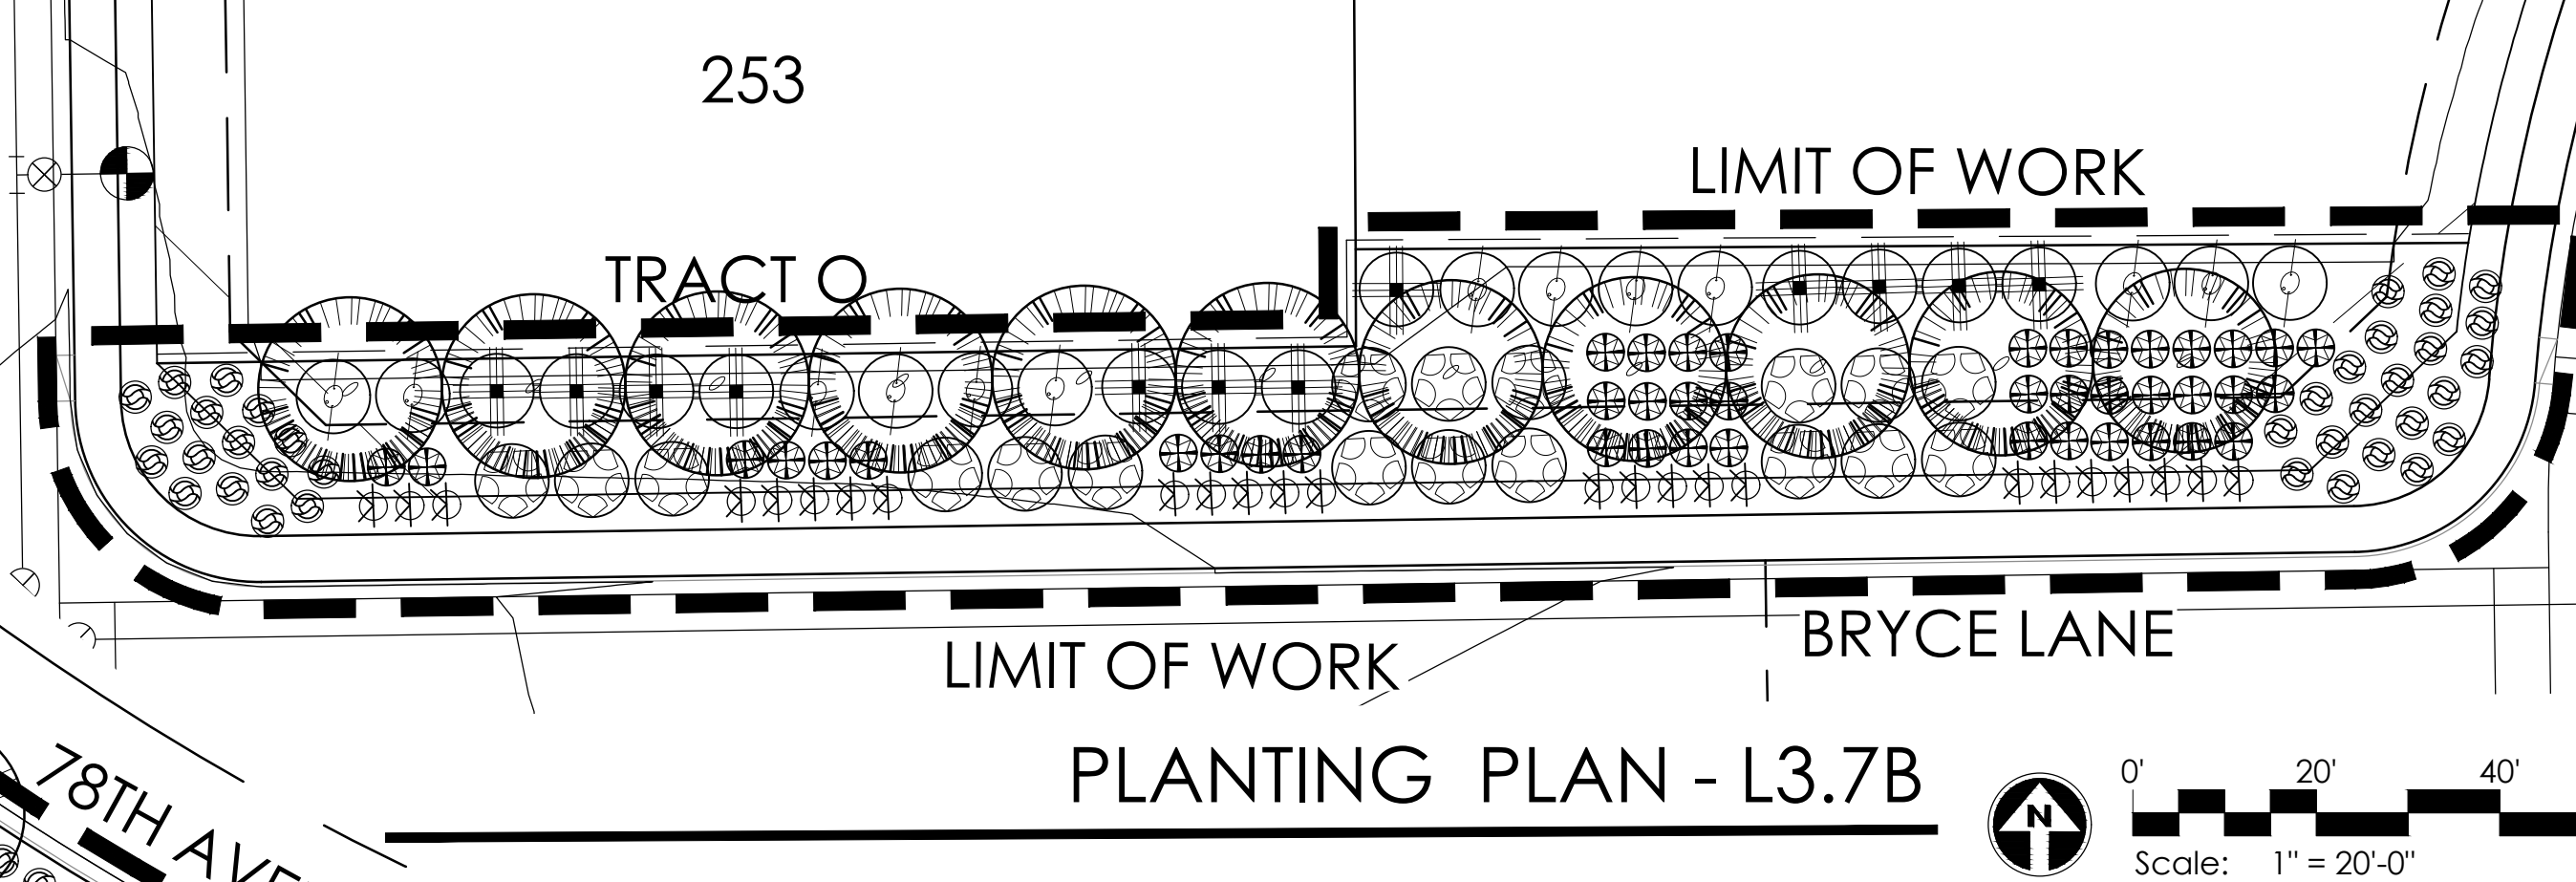 253
LIMIT OF WORK
TRACT O
BRYCE LANE
LIMIT OF WORK
PLANTING PLAN - L3.7B
78TH AVE
N
0' 20' 40'
Scale: 1" = 20'-0"